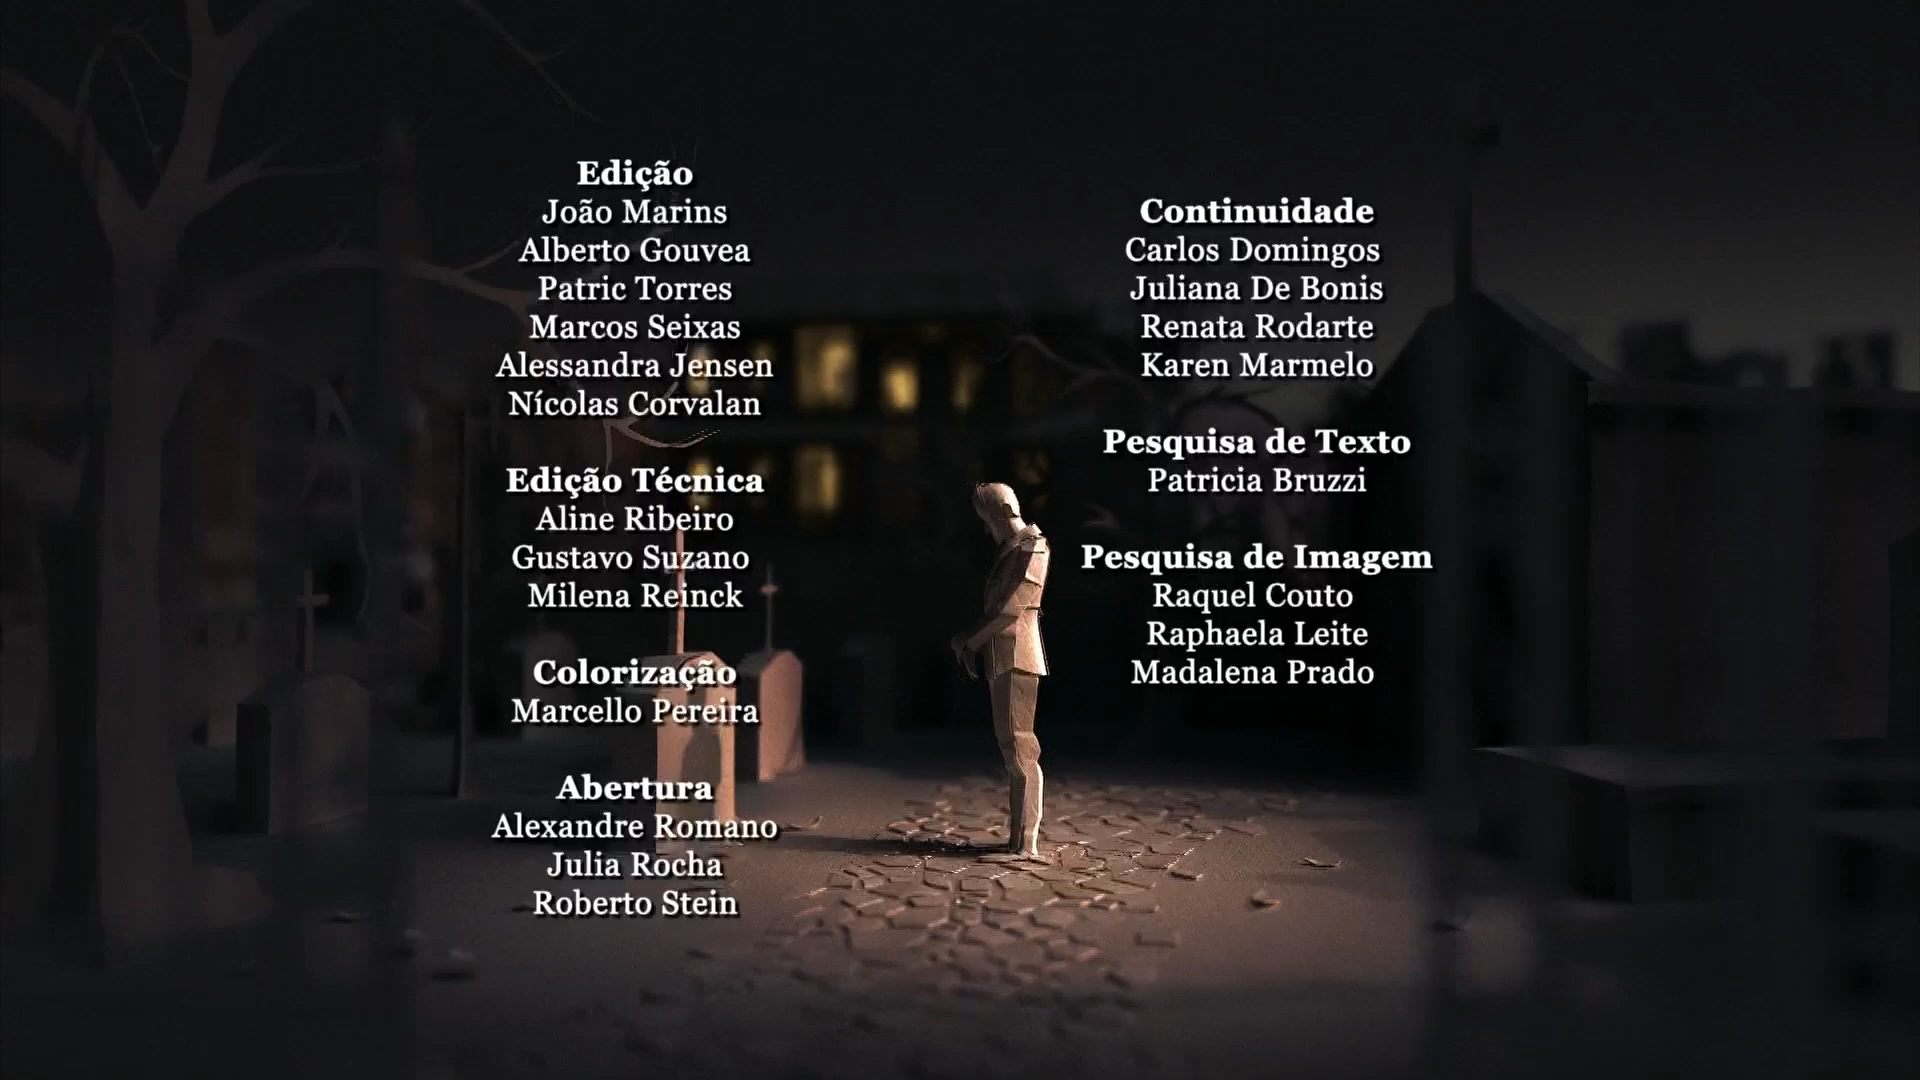 Edição
João Marins
Alberto Gouvea
Patric Torres
Marcos Seixas
Alessandra Jensen
Nícolas Corvalan
Edição Técnica
Aline Ribeiro
Gustavo Suzano
Milena Reinck
Colorização
Marcello Pereira
Abertura
Alexandre Romano
Julia Rocha
Roberto Stein
Continuidade
Carlos Domingos
Juliana De Bonis
Renata Rodarte
Karen Marmelo
Pesquisa de Texto
Patricia Bruzzi
Pesquisa de Imagem
Raquel Couto
Raphaela Leite
Madalena Prado